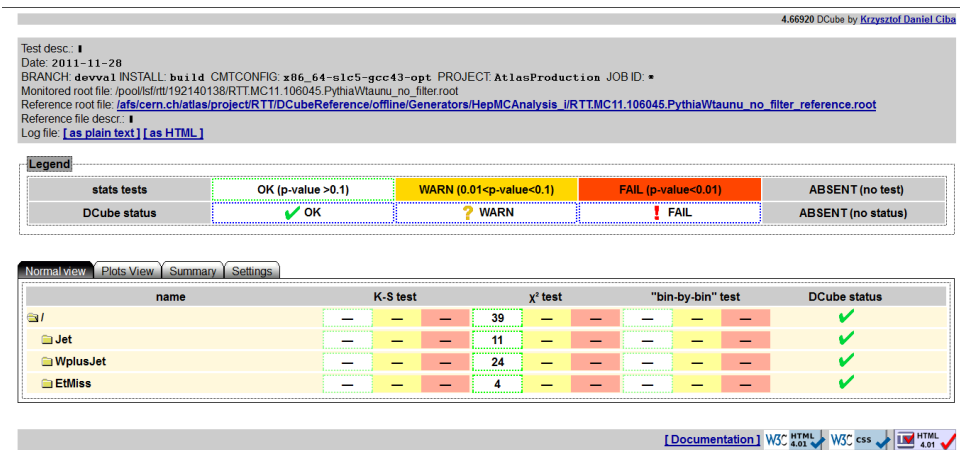 4.66920 DCube by Krzysztof Daniel Ciba
Test desc.:
Date: 2011-11-28
BRANCH: devval INSTALL: build CMTCONFIG: x86_64-slc5-gcc43-opt PROJECT: AtlasProduction JOB ID: *
Monitored root file: /pool/lsf/rtt/192140138/RTT.MC11.106045.PythiaWtaunu_no_filter.root
Reference root file: /afs/cern.ch/atlas/project/RTT/DCubeReference/offline/Generators/HepMCAnalysis_i/RTT.MC11.106045.PythiaWtaunu_no_filter_reference.root
Reference file descr.:
Log file: [ as plain text ] [ as HTML ]
Legend
stats tests OK (p-value >0.1) WARN (0.01<p-value<0.1) FAIL (p-value<0.01) ABSENT (no test)
DCube status ✔ OK ? WARN ! FAIL ABSENT (no status)
Normal view Plots View Summary Settings
name K-S test χ² test "bin-by-bin" test DCube status
/ — — — 39 — — — — — ✔
Jet — — — 11 — — — — — ✔
WplusJet — — — 24 — — — — — ✔
EtMiss — — — 4 — — — — — ✔
[ Documentation ] W3C HTML 4.01 W3C css HTML 4.01